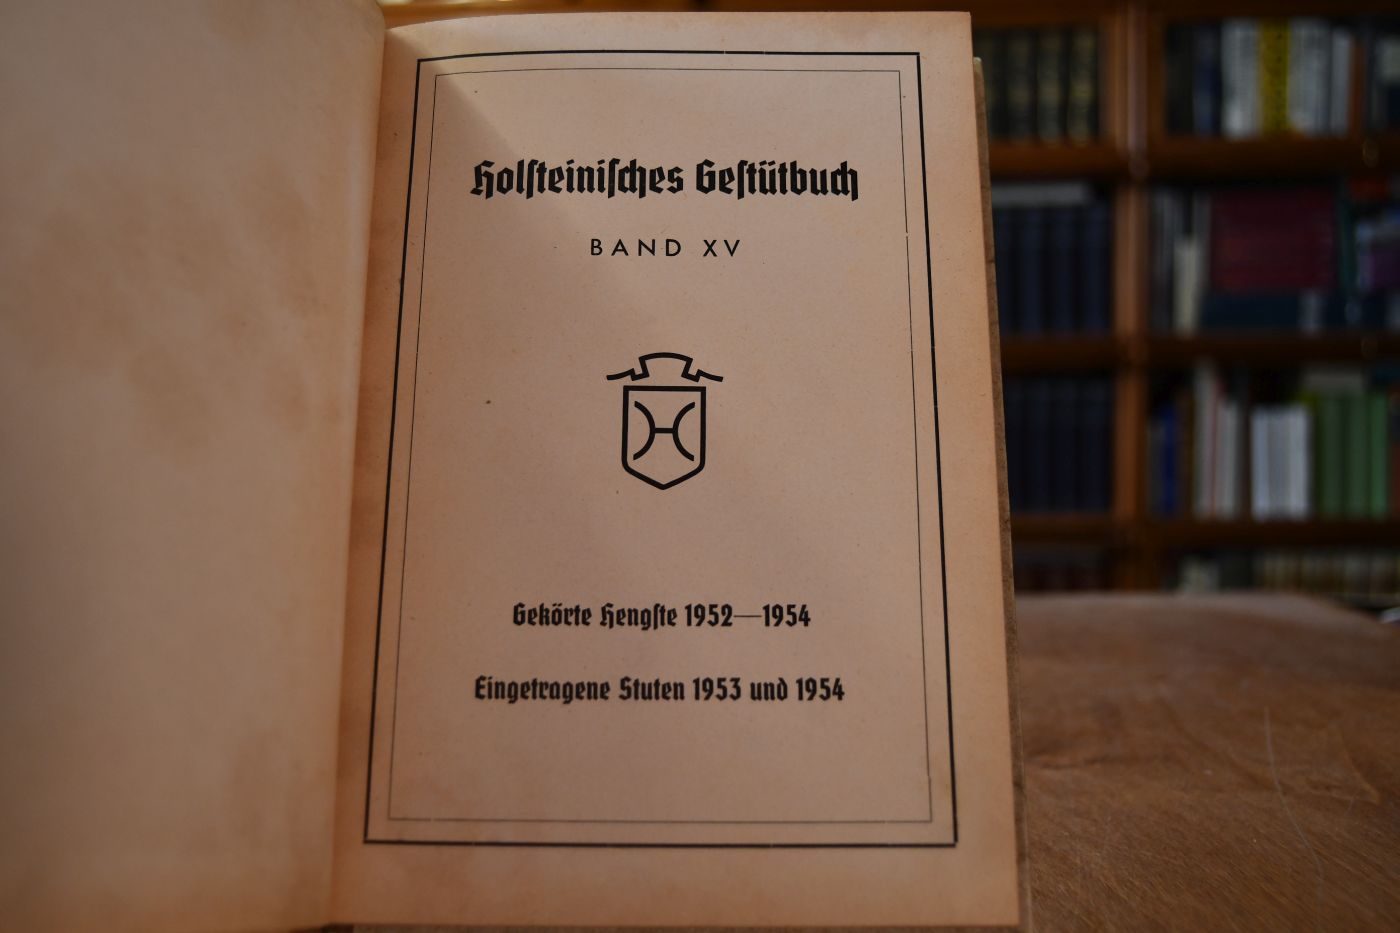 Holſteiniſches Geſtütbuch
BAND XV
Gekörte Hengſte 1952—1954
Eingetragene Stuten 1953 und 1954